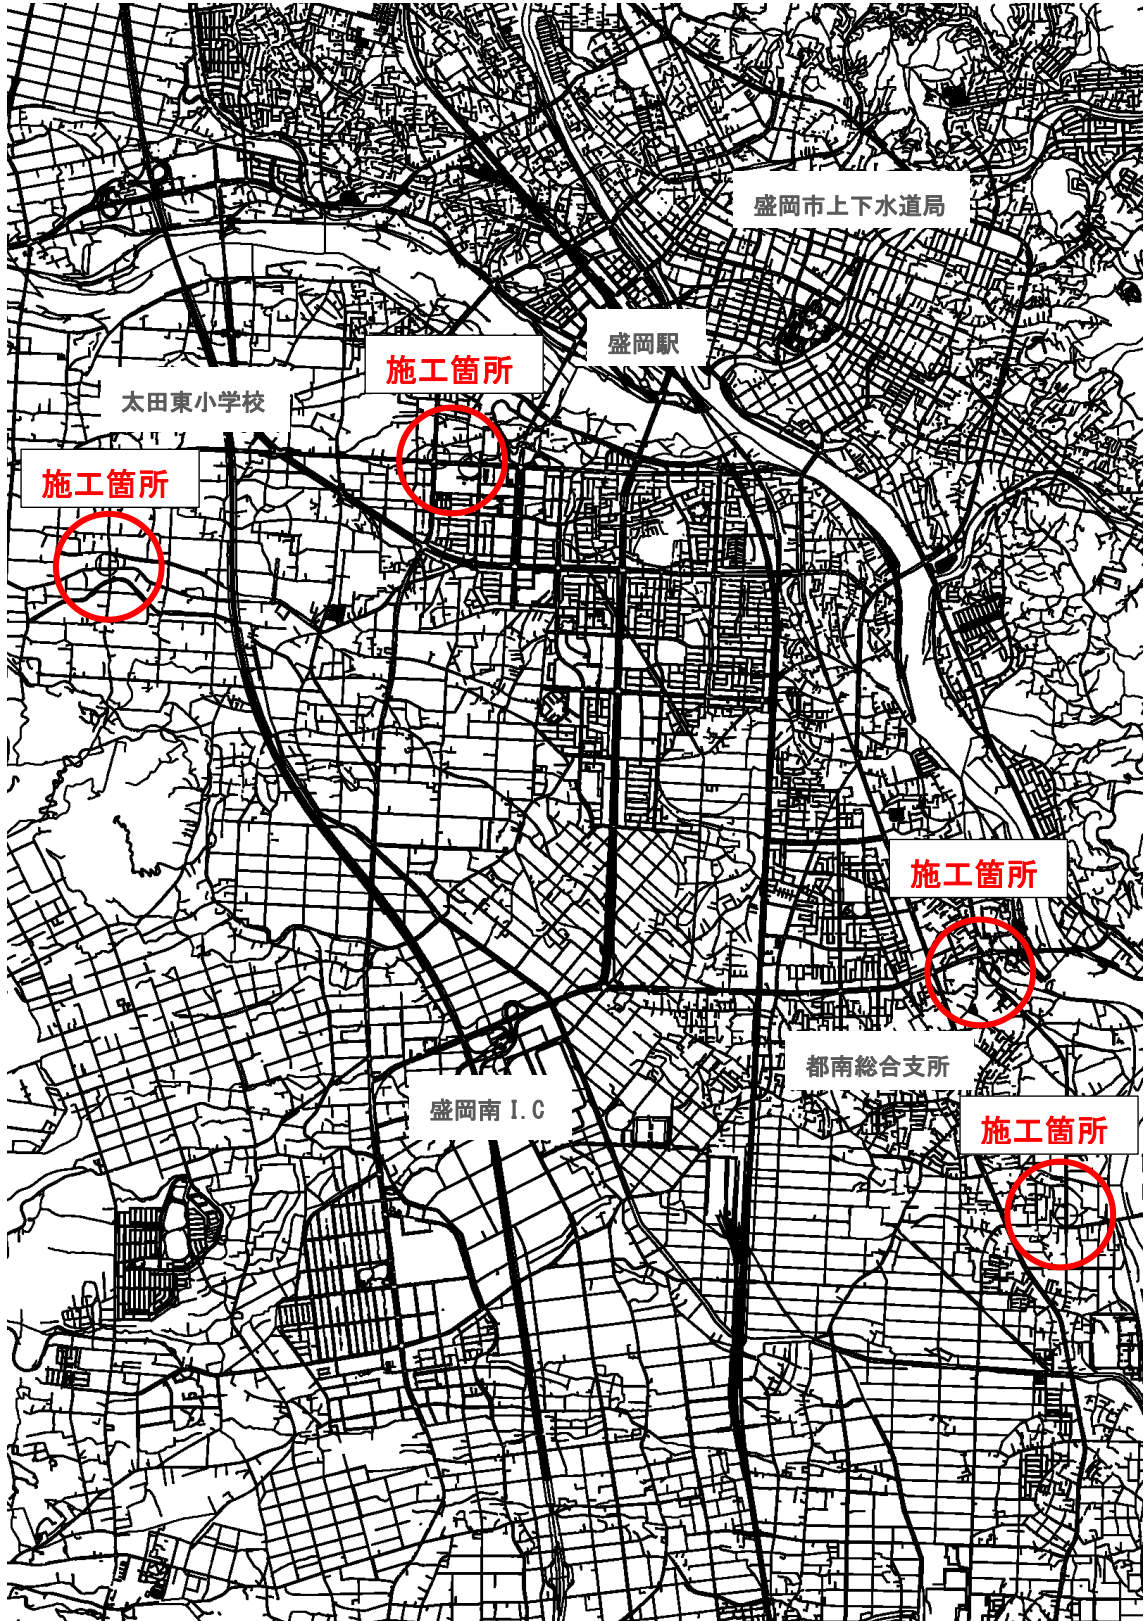 盛岡市上下水道局
盛岡駅
施工箇所
太田東小学校
施工箇所
施工箇所
都南総合支所
盛岡南 I.C
施工箇所